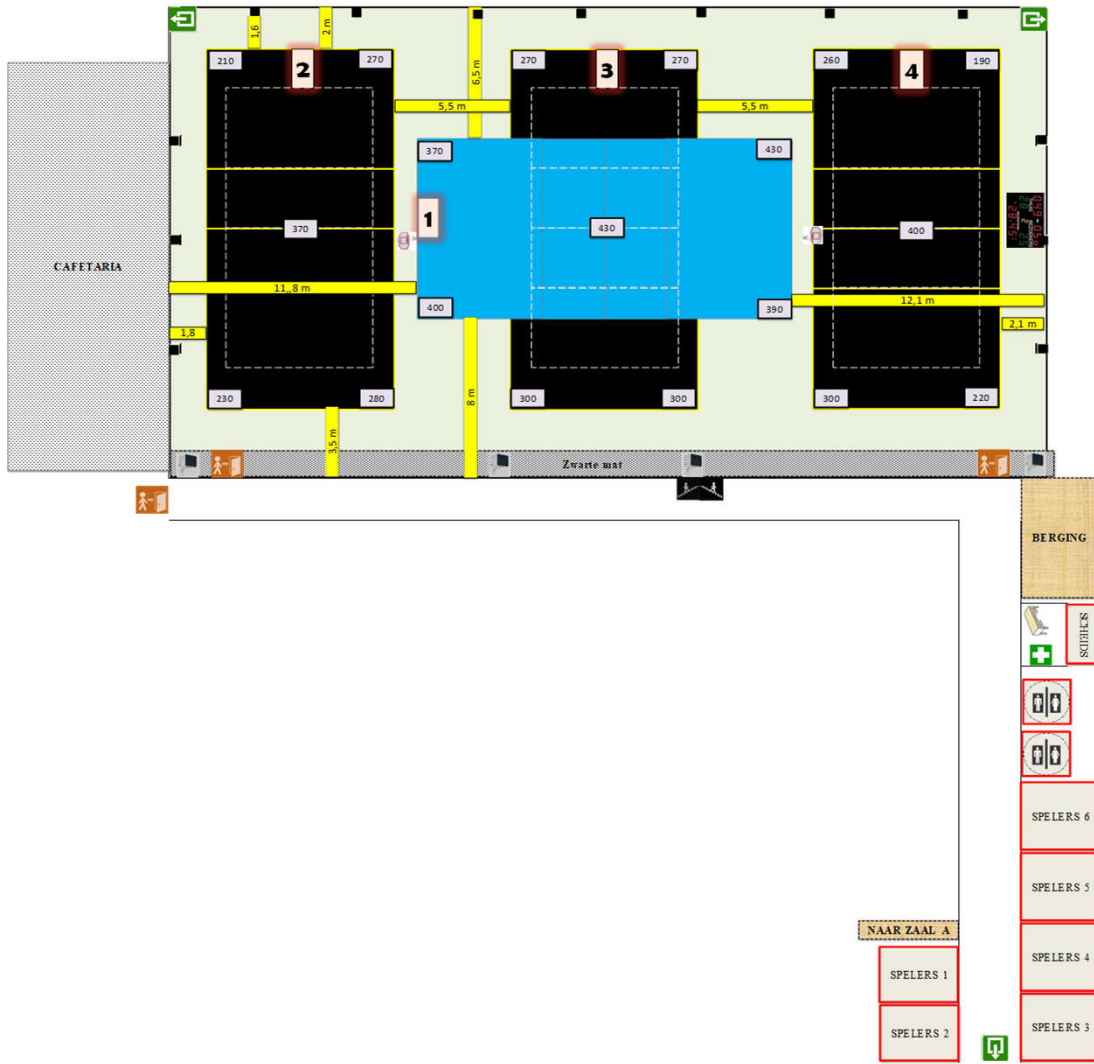 1,6
2 m
6,5 m
210
2
270
270
3
270
260
4
190
5,5 m
5,5 m
370
430
1
370
430
400
CAFETARIA
11,,8 m
12,1 m
400
390
1,8
2,1 m
230
280
300
300
300
220
3,5 m
8 m
Zwarte mat
BERGING
SCHEIDS
SPELERS 6
SPELERS 5
NAAR ZAAL A
SPELERS 4
SPELERS 1
SPELERS 2
SPELERS 3